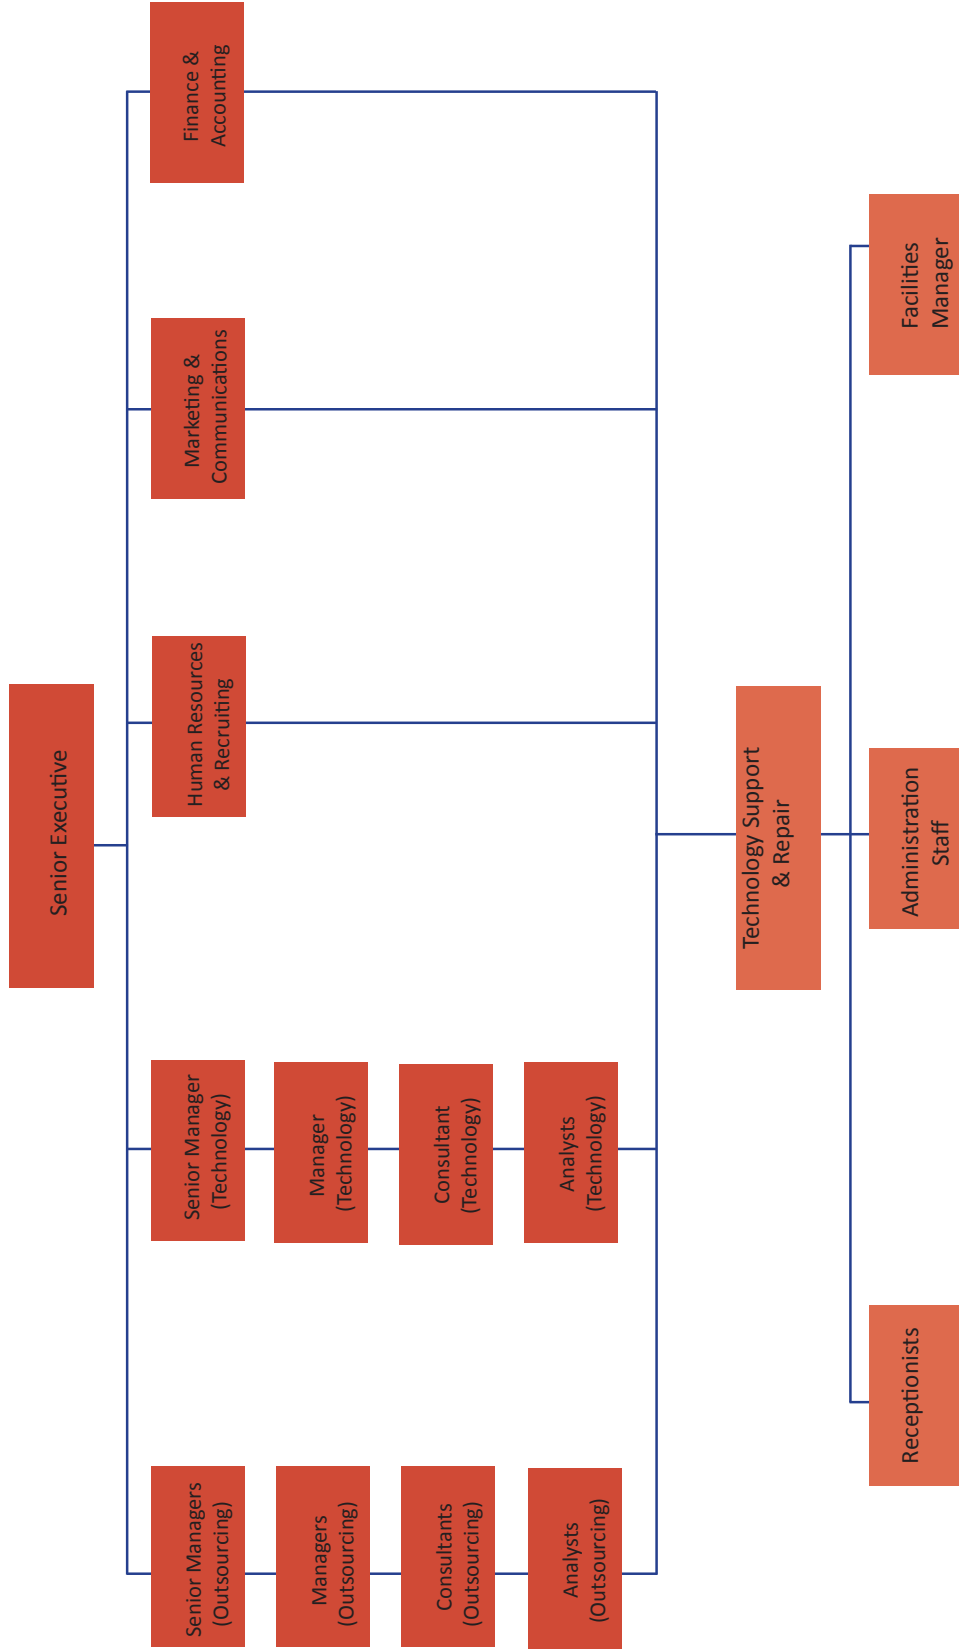 Senior Executive
Senior Managers
(Outsourcing)
Senior Manager
(Technology)
Human Resources
& Recruiting
Marketing &
Communications
Finance &
Accounting
Managers
(Outsourcing)
Manager
(Technology)
Consultants
(Outsourcing)
Consultant
(Technology)
Analysts
(Outsourcing)
Analysts
(Technology)
Technology Support
& Repair
Receptionists
Administration
Staff
Facilities
Manager